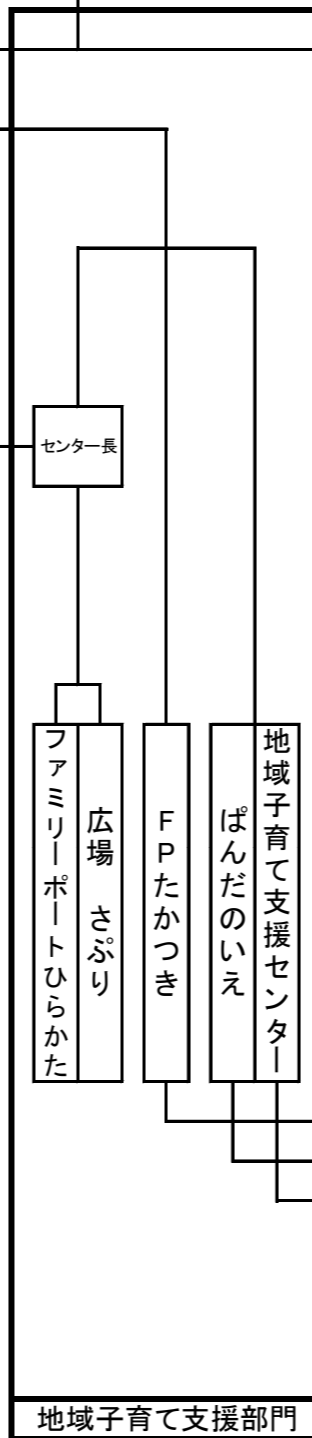 センター長
ファミリーポートひらかた
広場 さぷり
FPたかつき
ぱんだのいえ
地域子育て支援センター
地域子育て支援部門